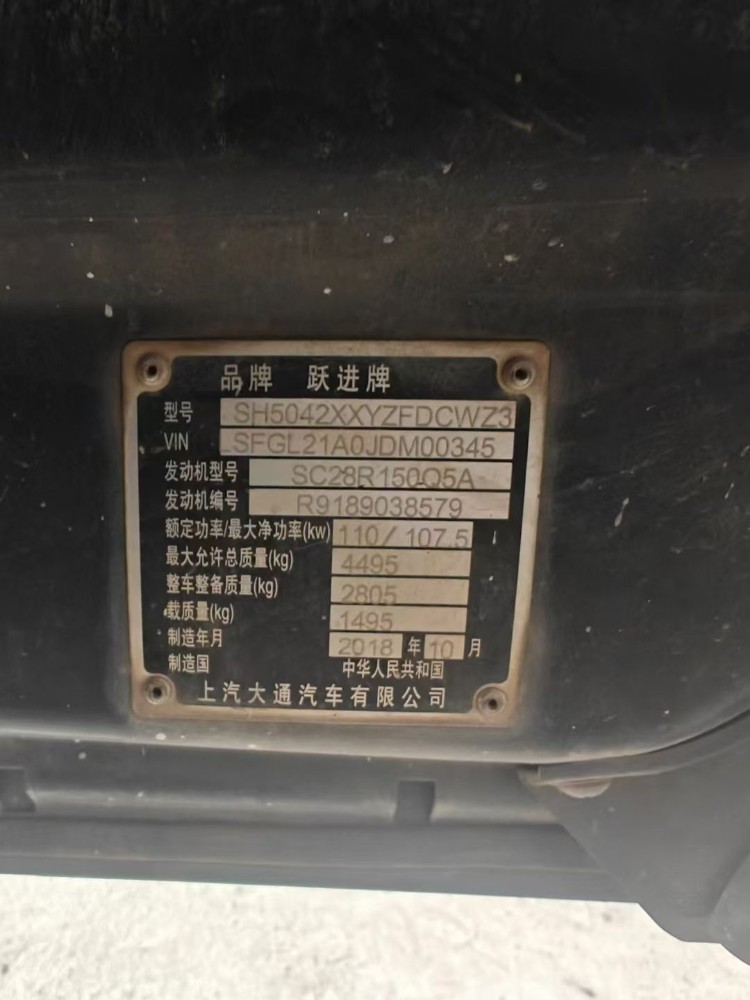 品牌 跃进牌
型号 SH5042XXYZFDCWZ3
VIN LSFGL21A0JDM00345
发动机型号 SC28R150Q5A
发动机编号 R9189038579
额定功率/最大净功率(kw) 110/107.5
最大允许总质量(kg) 4495
整车整备质量(kg) 2805
载质量(kg) 1495
制造年月 2018 年 10 月
制造国 中华人民共和国
上汽大通汽车有限公司